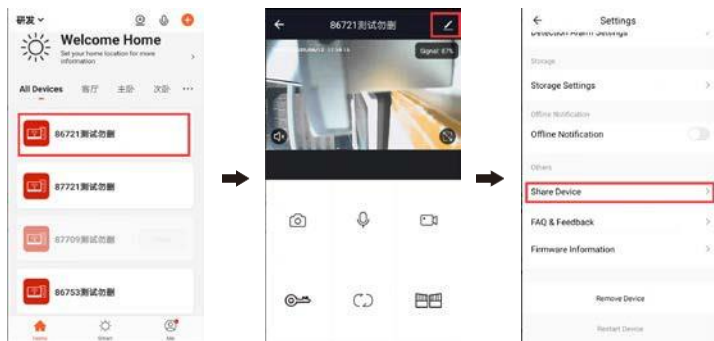 研发
Welcome Home
Set your home location for more
information
All Devices 客厅 主卧 次卧 ...
86721测试勿删
87721测试勿删
87709测试勿删
86753测试勿删
Home Smart Me
86721测试勿删
Signal: 87%
Settings
Detection Alarm Settings
Storage
Storage Settings
Offline Notification
Offline Notification
Others
Share Device
FAQ & Feedback
Firmware Information
Remove Device
Restart Device